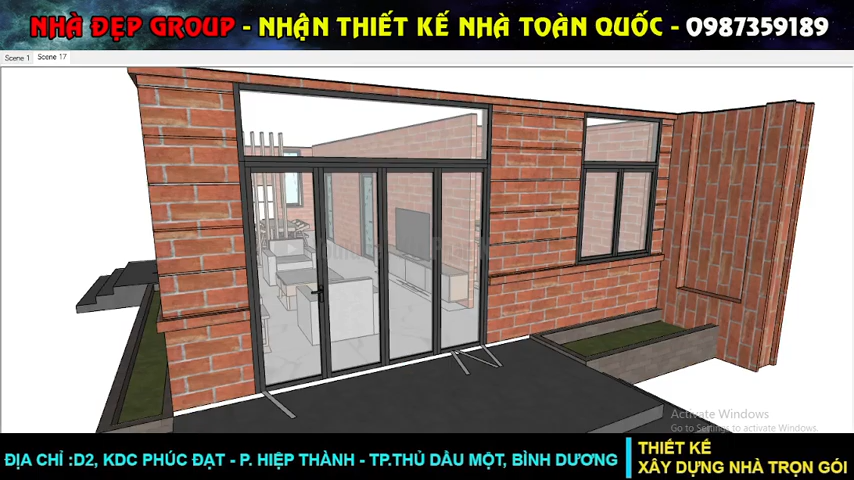 NHÀ ĐẸP GROUP - NHẬN THIẾT KẾ NHÀ TOÀN QUỐC - 0987359189
Scene 1 Scene 17
Activate Windows
Go to Settings to activate Windows.
ĐỊA CHỈ :D2, KDC PHÚC ĐẠT - P. HIỆP THÀNH - TP.THỦ DẦU MỘT, BÌNH DƯƠNG
THIẾT KẾ
XÂY DỰNG NHÀ TRỌN GÓI